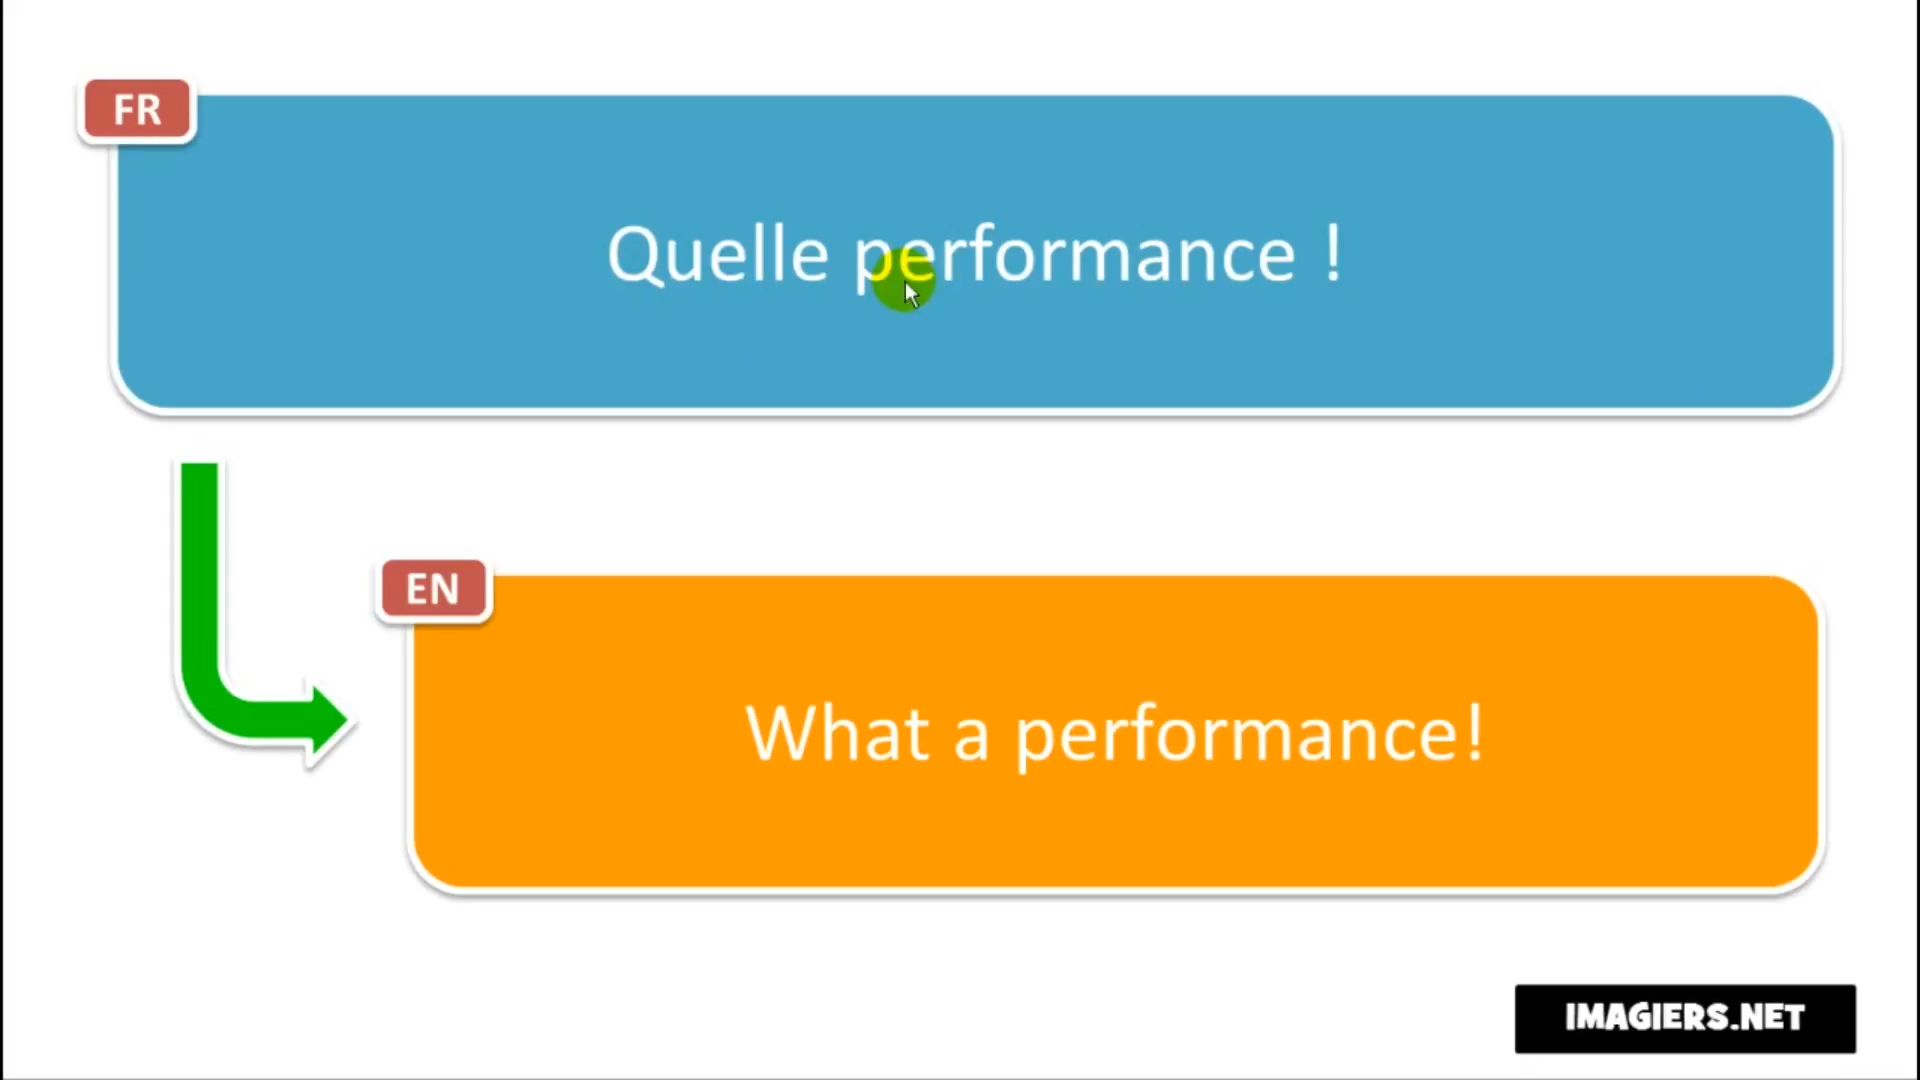 FR
Quelle performance !
EN
What a performance!
IMAGIERS.NET